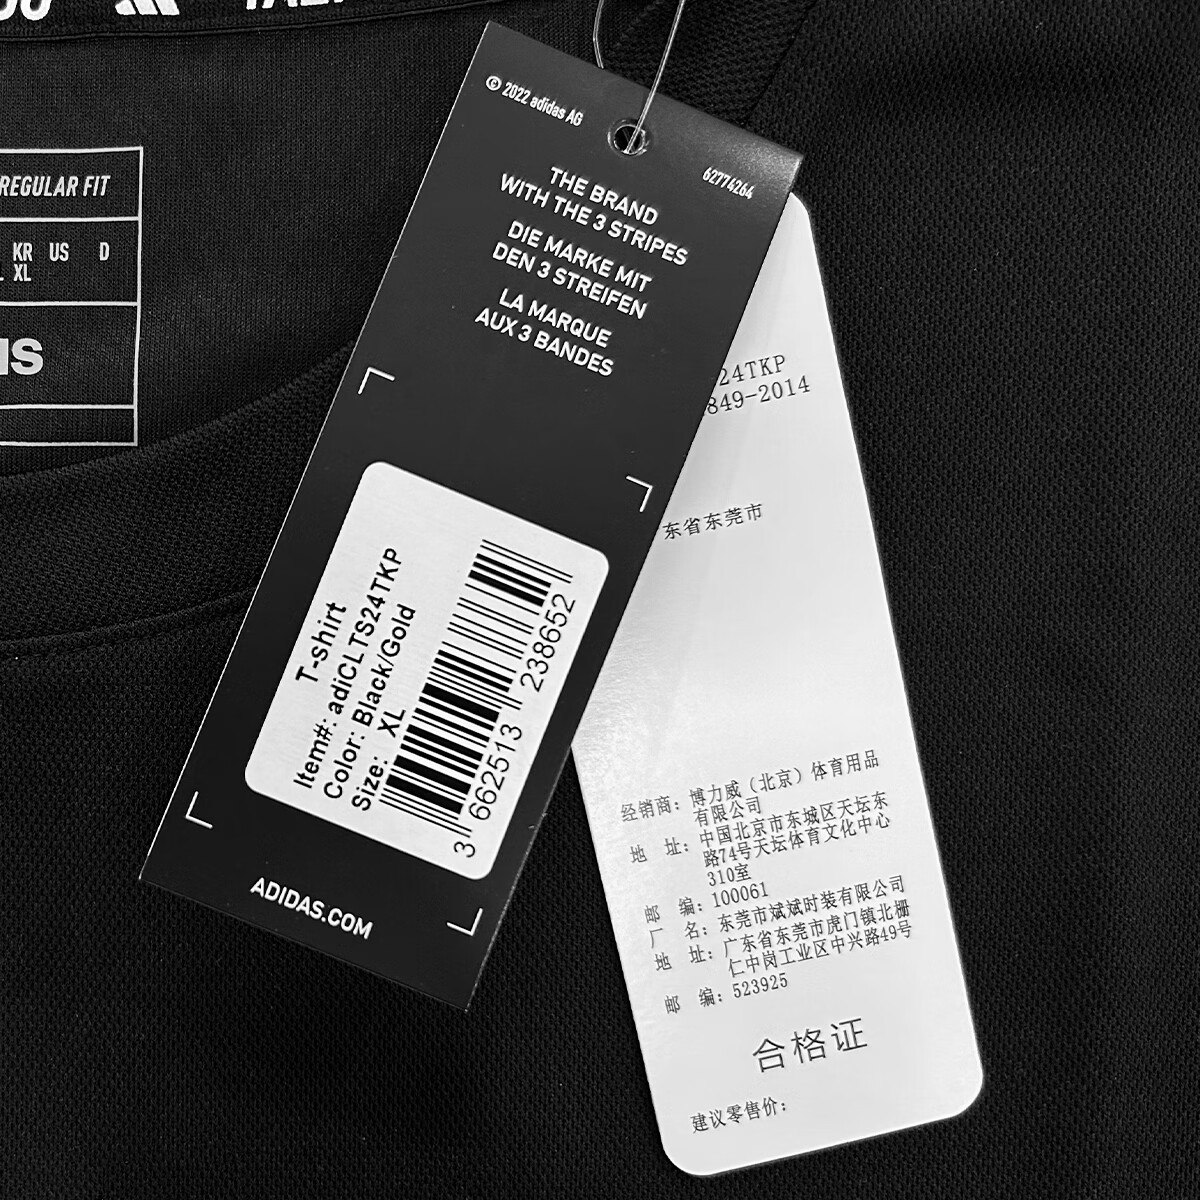 REGULAR FIT
KR US D
XL
© 2022 adidas AG
62774264
THE BRAND
WITH THE 3 STRIPES
DIE MARKE MIT
DEN 3 STREIFEN
LA MARQUE
AUX 3 BANDES
T-shirt
Item#: adiCLTS24TKP
Color: Black/Gold
Size: XL
3 662513 238652
ADIDAS.COM
24TKP
849-2014
东省东莞市
经销商：博力威（北京）体育用品
有限公司
地 址：中国北京市东城区天坛东
路74号天坛体育文化中心
310室
邮 编：100061
厂 名：东莞市斌斌时装有限公司
地 址：广东省东莞市虎门镇北栅
仁中岗工业区中兴路49号
邮 编：523925
合格证
建议零售价：